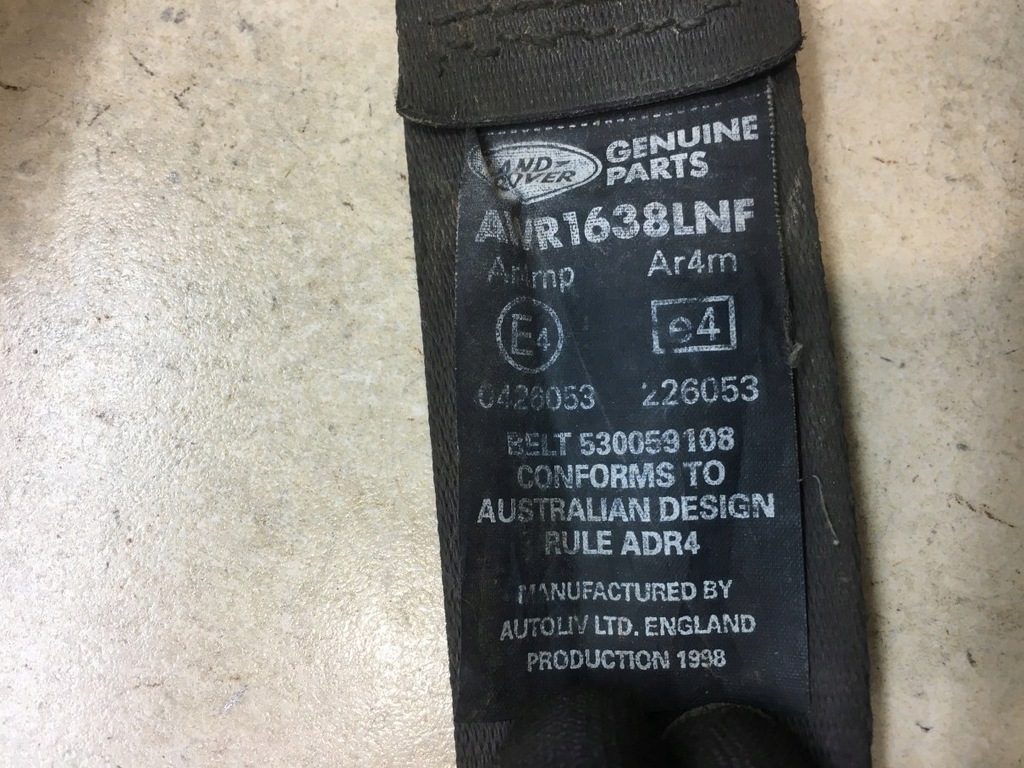 LAND ROVER
GENUINE PARTS
AWR1638LNF
Ar4mp Ar4m
E4 e4
0426053 226053
BELT 530059108
CONFORMS TO
AUSTRALIAN DESIGN
RULE ADR4
MANUFACTURED BY
AUTOLIV LTD. ENGLAND
PRODUCTION 1998